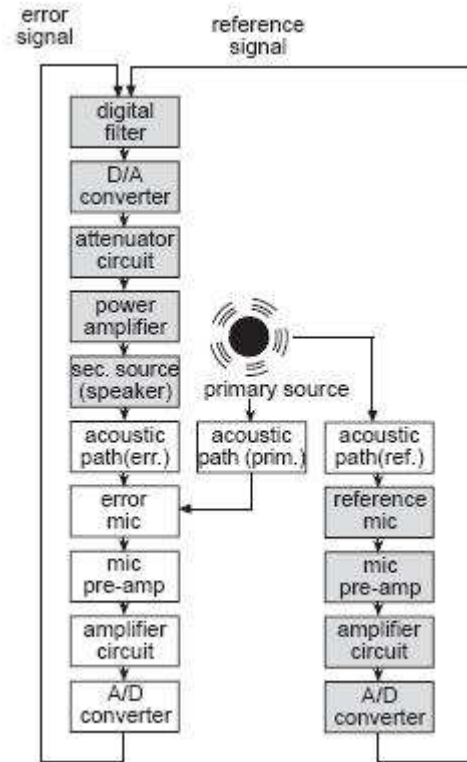 error
signal
reference
signal
digital
filter
D/A
converter
attenuator
circuit
power
amplifier
sec. source
(speaker)
primary source
acoustic
path(err.)
acoustic
path (prim.)
acoustic
path(ref.)
error
mic
reference
mic
mic
pre-amp
mic
pre-amp
amplifier
circuit
amplifier
circuit
A/D
converter
A/D
converter